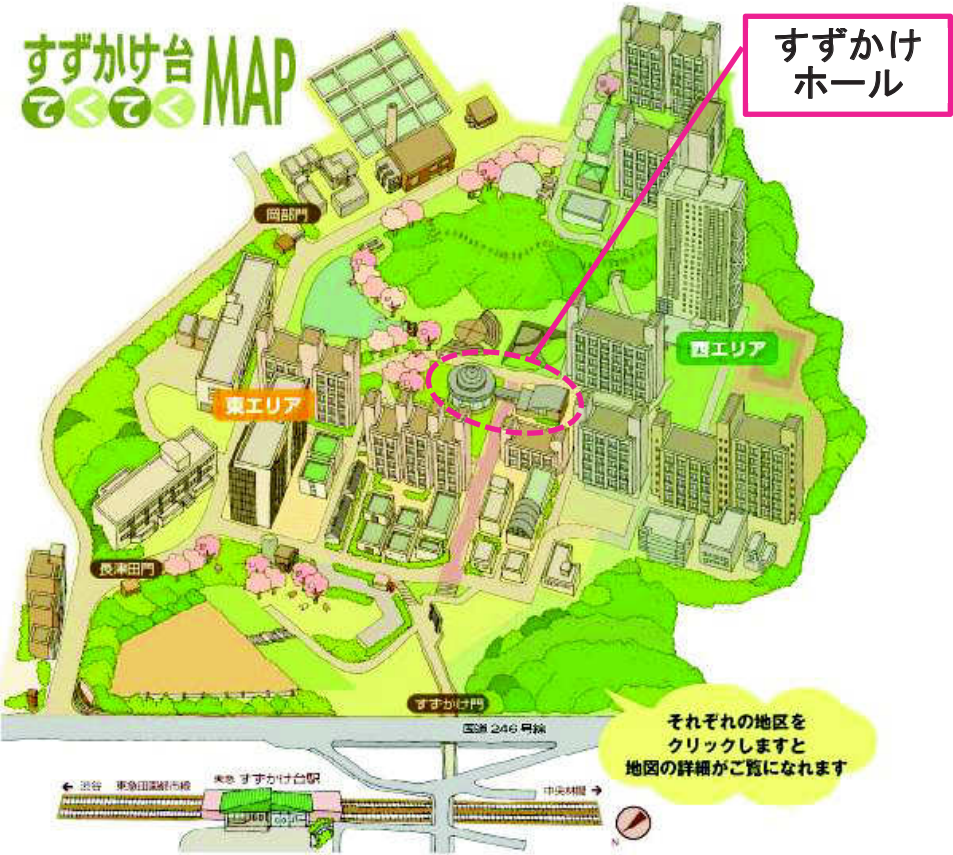 すずかけ台
てくてく MAP
すずかけ
ホール
岡部門
西エリア
東エリア
長津田門
すずかけ門
国道 246 号線
それぞれの地区を
クリックしますと
地図の詳細がご覧になれます
東急 すずかけ台駅
← 渋谷 東急田園都市線
中央林間 →
N